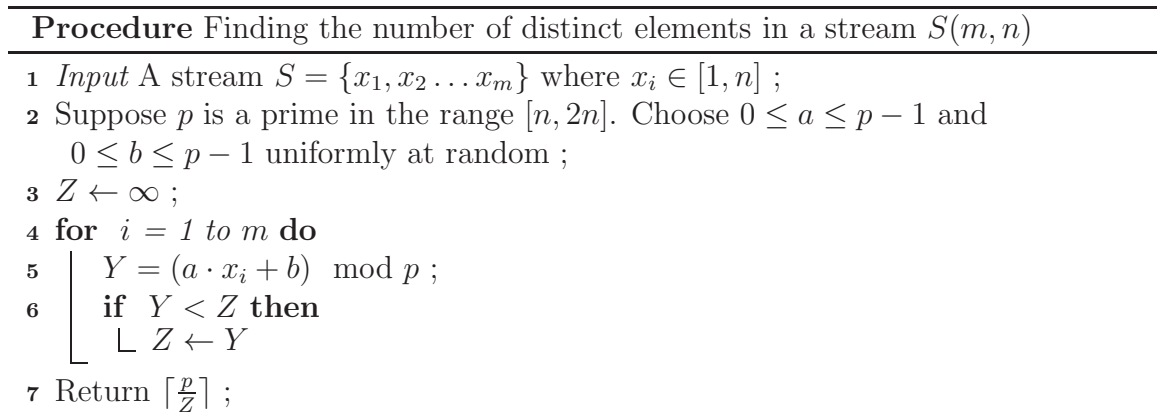 Procedure Finding the number of distinct elements in a stream S(m, n)
1 Input A stream S = {x₁, x₂ . . . xₘ} where xᵢ ∈ [1, n] ;
2 Suppose p is a prime in the range [n, 2n]. Choose 0 ≤ a ≤ p − 1 and
0 ≤ b ≤ p − 1 uniformly at random ;
3 Z ← ∞ ;
4 for i = 1 to m do
5 Y = (a · xᵢ + b) mod p ;
6 if Y < Z then
Z ← Y
7 Return ⌈p/Z⌉ ;